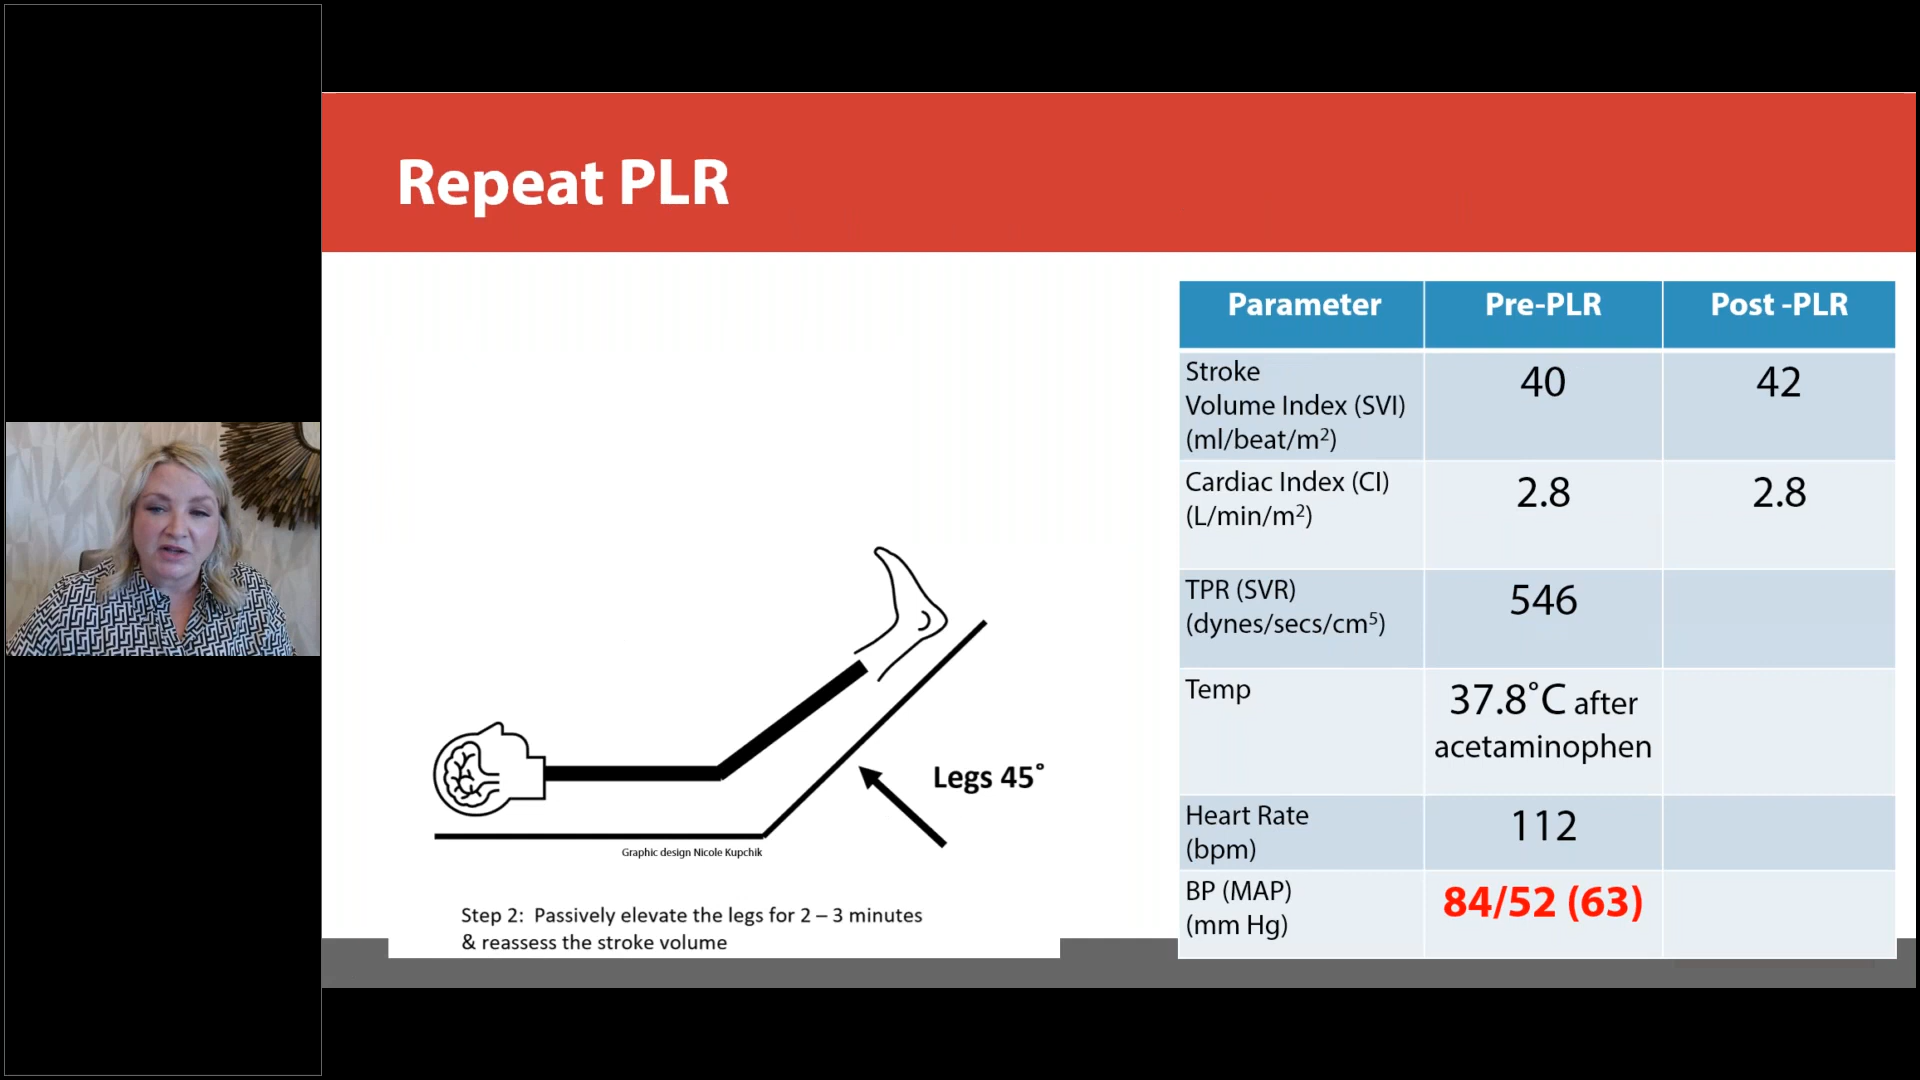 Repeat PLR
Legs 45°
Graphic design Nicole Kupchik
Step 2:  Passively elevate the legs for 2 – 3 minutes
& reassess the stroke volume
Parameter Pre-PLR Post -PLR
Stroke
Volume Index (SVI)
(ml/beat/m²)
40 42
Cardiac Index (CI)
(L/min/m²)
2.8 2.8
TPR (SVR)
(dynes/secs/cm⁵)
546
Temp
37.8°C after
acetaminophen
Heart Rate
(bpm)
112
BP (MAP)
(mm Hg)
84/52 (63)